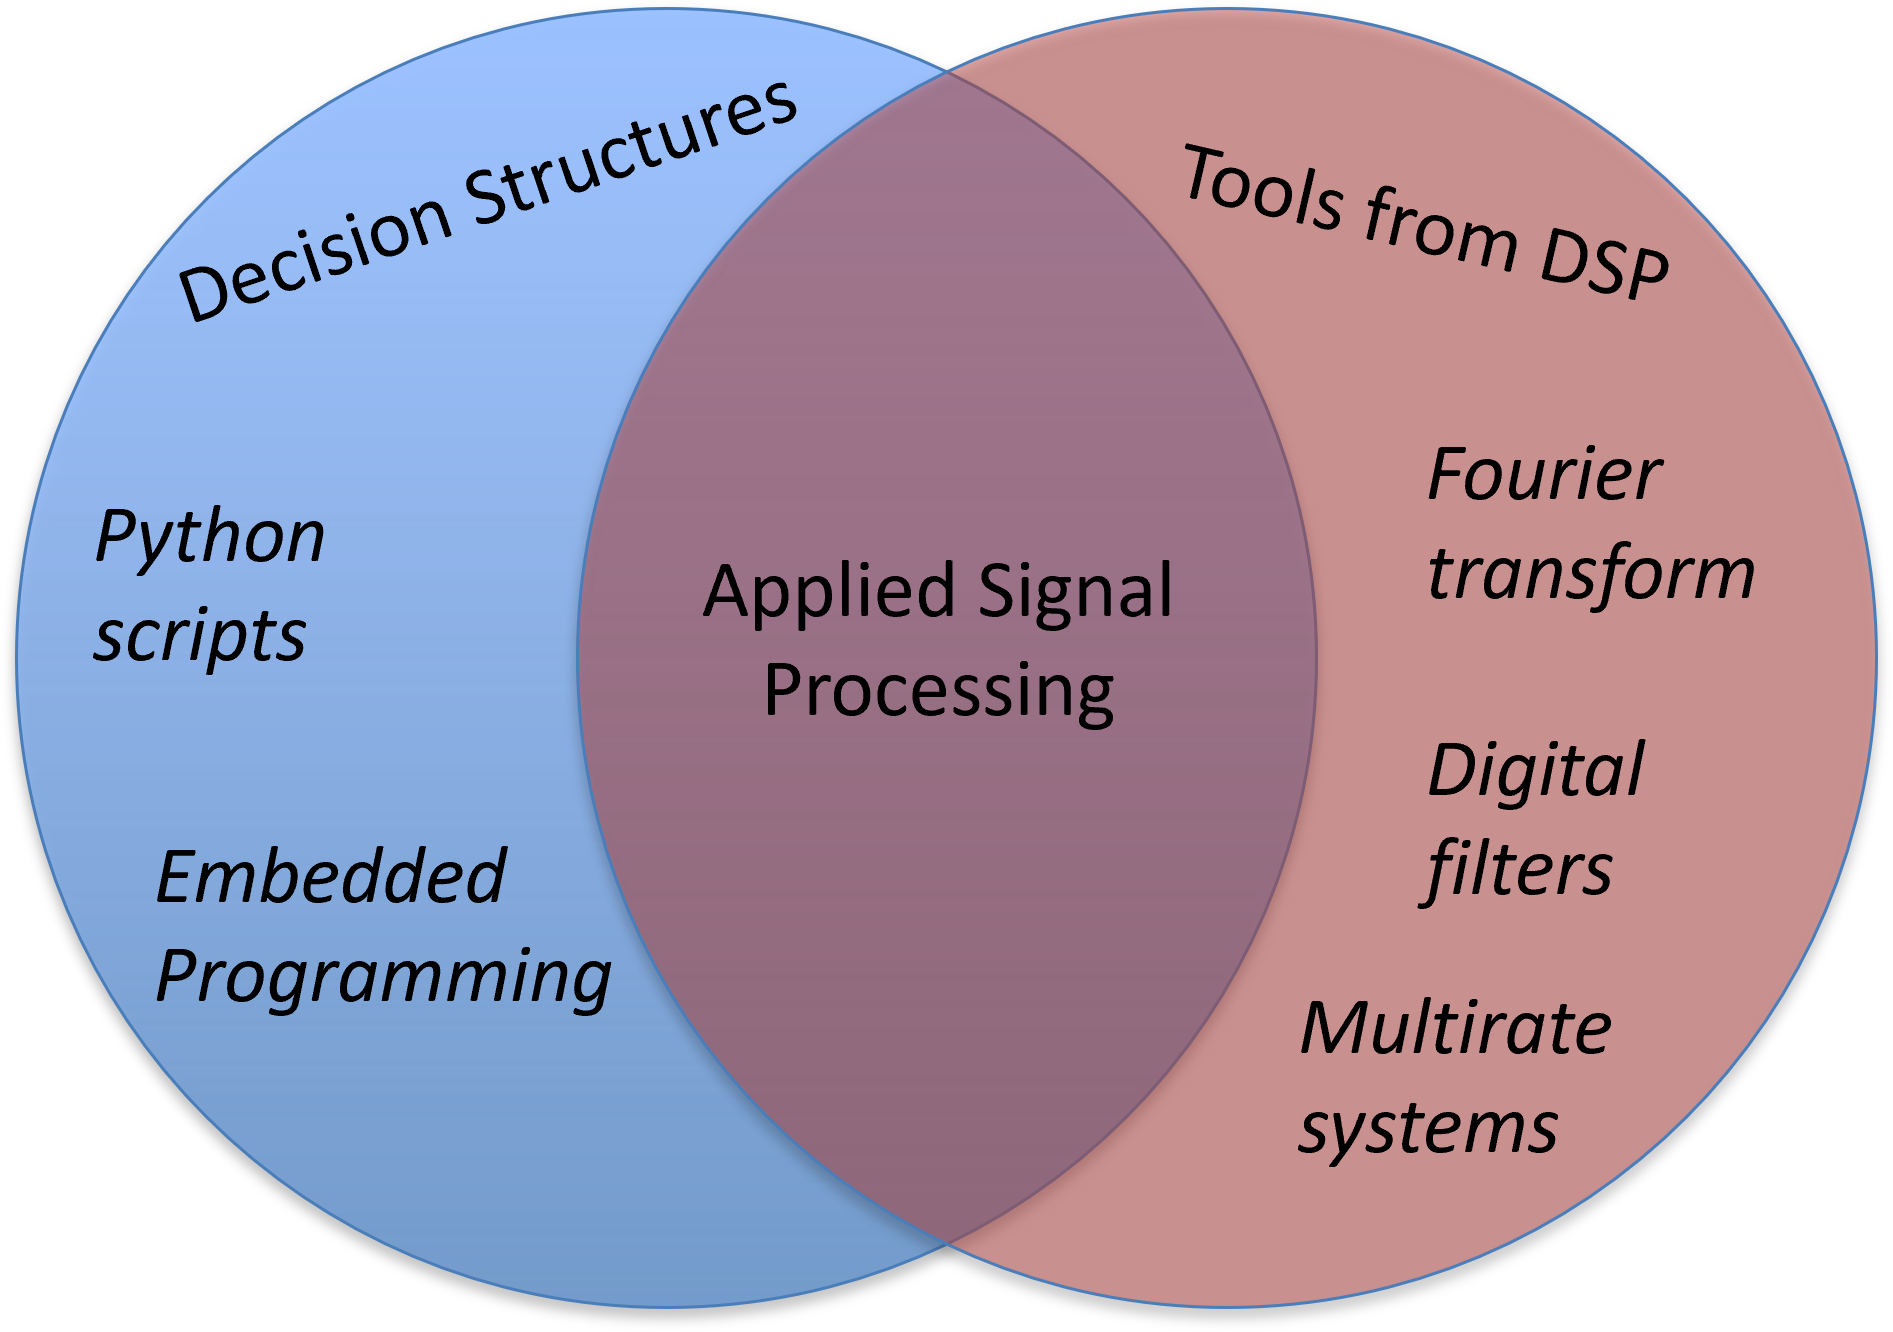 Decision Structures
Tools from DSP
Python
scripts
Embedded
Programming
Applied Signal
Processing
Fourier
transform
Digital
filters
Multirate
systems